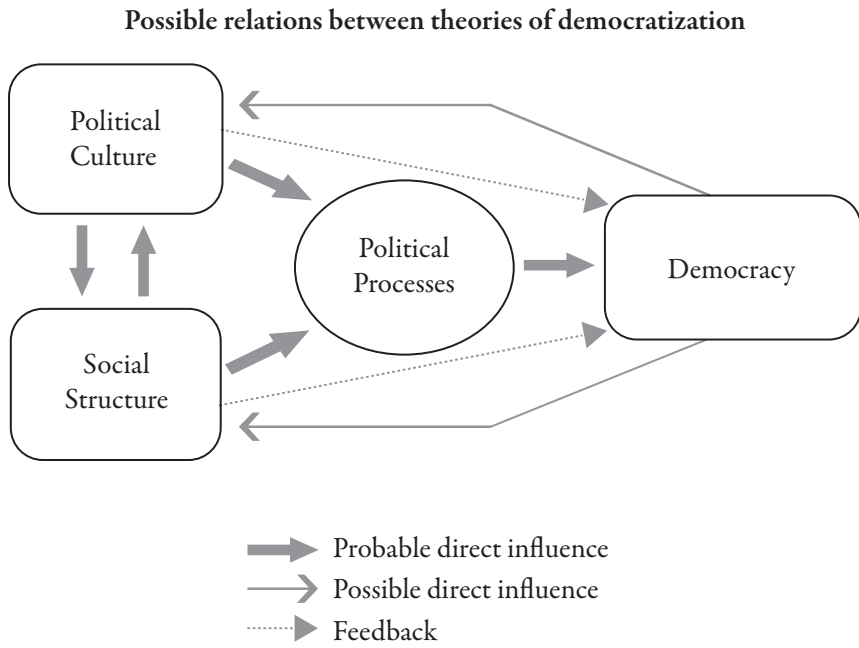 Possible relations between theories of democratization
Political
Culture
Political
Processes
Democracy
Social
Structure
Probable direct influence
Possible direct influence
Feedback